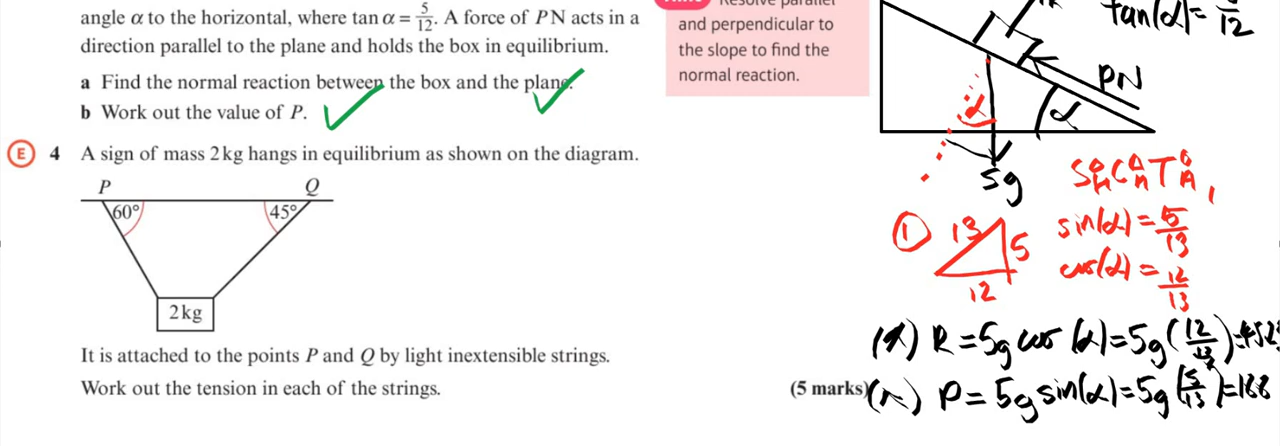 angle α to the horizontal, where tan α = 5/12. A force of PN acts in a
direction parallel to the plane and holds the box in equilibrium.
a Find the normal reaction between the box and the plane.
b Work out the value of P.
Resolve parallel
and perpendicular to
the slope to find the
normal reaction.
tan(α) = 5/12
PN
α
α
5g
E 4 A sign of mass 2 kg hangs in equilibrium as shown on the diagram.
P Q
60° 45°
2 kg
It is attached to the points P and Q by light inextensible strings.
Work out the tension in each of the strings.
(5 marks)
SOH CAH TOA
① 13 5
12
sin(α) = 5/13
cos(α) = 12/13
R = 5g cos(α) = 5g(12/13)
P = 5g sin(α) = 5g(5/13)